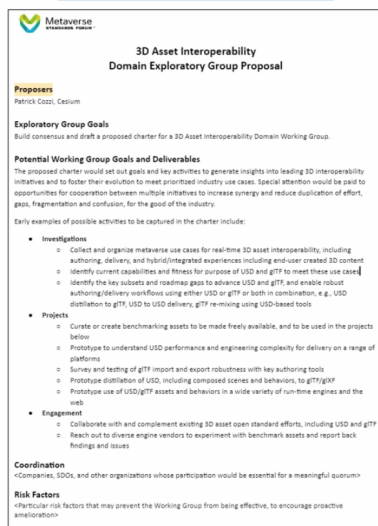 Metaverse
STANDARDS FORUM™
3D Asset Interoperability
Domain Exploratory Group Proposal
Proposers
Patrick Cozzi, Cesium
Exploratory Group Goals
Build consensus and draft a proposed charter for a 3D Asset Interoperability Domain Working Group.
Potential Working Group Goals and Deliverables
The proposed charter would set out goals and key activities to generate insights into leading 3D interoperability
initiatives and to foster their evolution to meet prioritized industry use cases. Special attention would be paid to
opportunities for cooperation between multiple initiatives to increase synergy and reduce duplication of effort,
gaps, fragmentation and confusion, for the good of the industry.
Early examples of possible activities to be captured in the charter include:
● Investigations
○ Collect and organize metaverse use cases for real-time 3D asset interoperability, including
authoring, delivery, and hybrid/integrated experiences including end-user created 3D content
○ Identify current capabilities and fitness for purpose of USD and glTF to meet these use cases
○ Identify the key subsets and roadmap gaps to advance USD and glTF, and enable robust
authoring/delivery workflows using either USD or glTF or both in combination, e.g., USD
distillation to glTF, USD to USD delivery, glTF re-mixing using USD-based tools
● Projects
○ Curate or create benchmarking assets to be made freely available, and to be used in the projects
below
○ Prototype to understand USD performance and engineering complexity for delivery on a range of
platforms
○ Survey and testing of glTF import and export robustness with key authoring tools
○ Prototype distillation of USD, including composed scenes and behaviors, to glTF/glXF
○ Prototype use of USD/glTF assets and behaviors in a wide variety of run-time engines and the
web
● Engagement
○ Collaborate with and complement existing 3D asset open standard efforts, including USD and glTF
○ Reach out to diverse engine vendors to experiment with benchmark assets and report back
findings and issues
Coordination
<Companies, SDOs, and other organizations whose participation would be essential for a meaningful quorum>
Risk Factors
<Particular risk factors that may prevent the Working Group from being effective, to encourage proactive
amelioration>